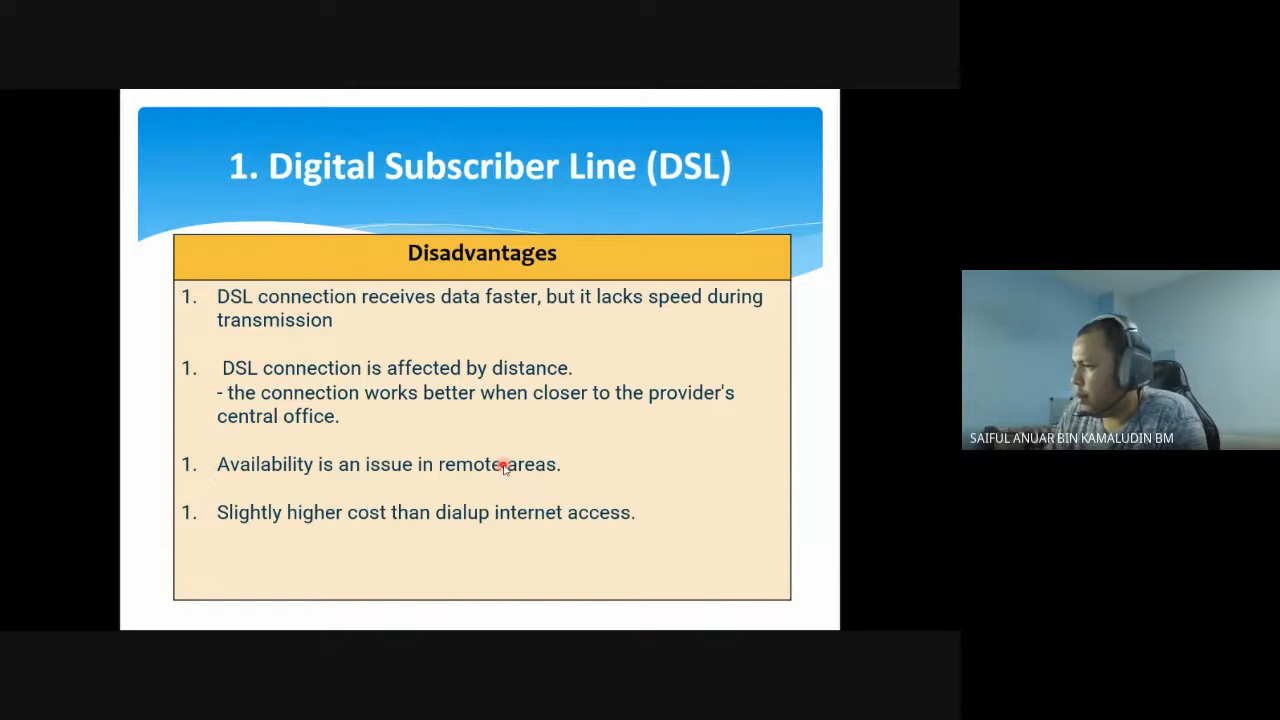 1. Digital Subscriber Line (DSL)
Disadvantages
1. DSL connection receives data faster, but it lacks speed during
transmission
1. DSL connection is affected by distance.
- the connection works better when closer to the provider's
central office.
1. Availability is an issue in remote areas.
1. Slightly higher cost than dialup internet access.
SAIFUL ANUAR BIN KAMALUDIN BM